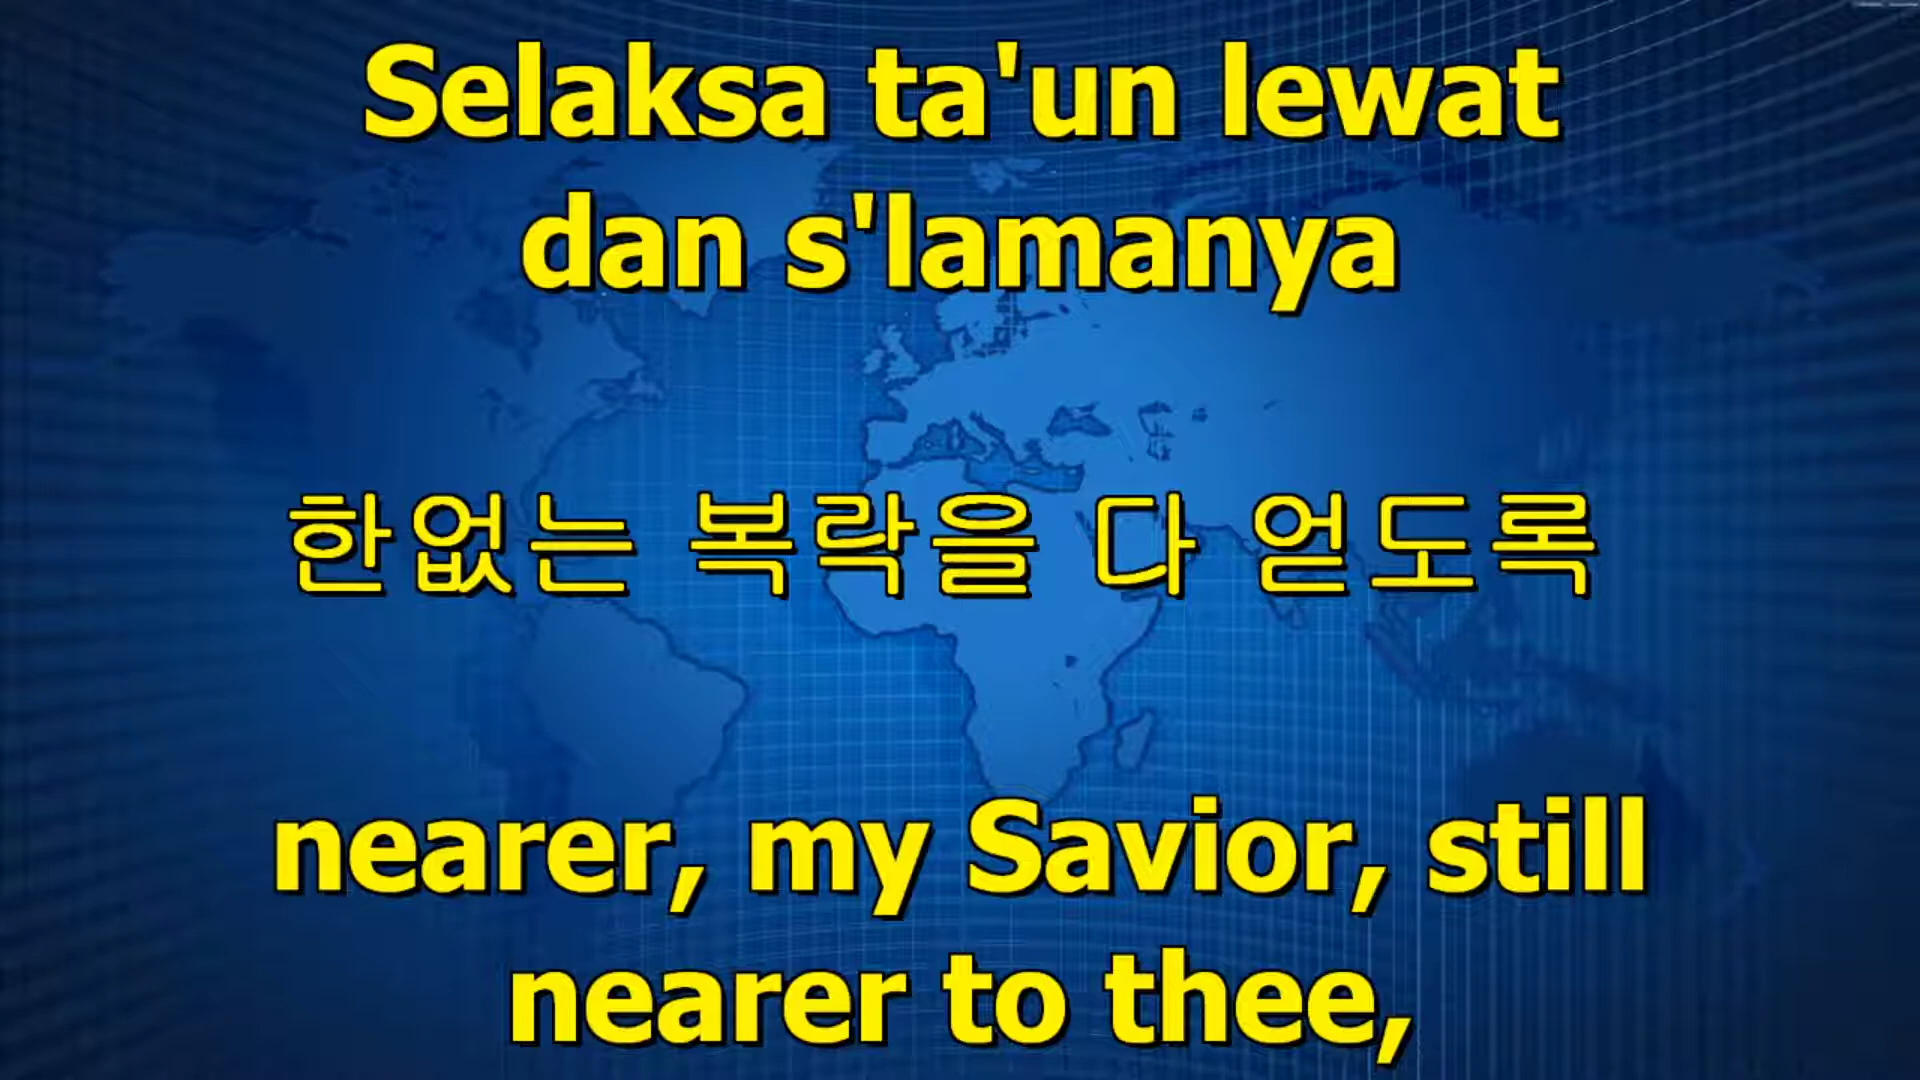 Selaksa ta'un lewat
dan s'lamanya
한없는 복락을 다 얻도록
nearer, my Savior, still
nearer to thee,